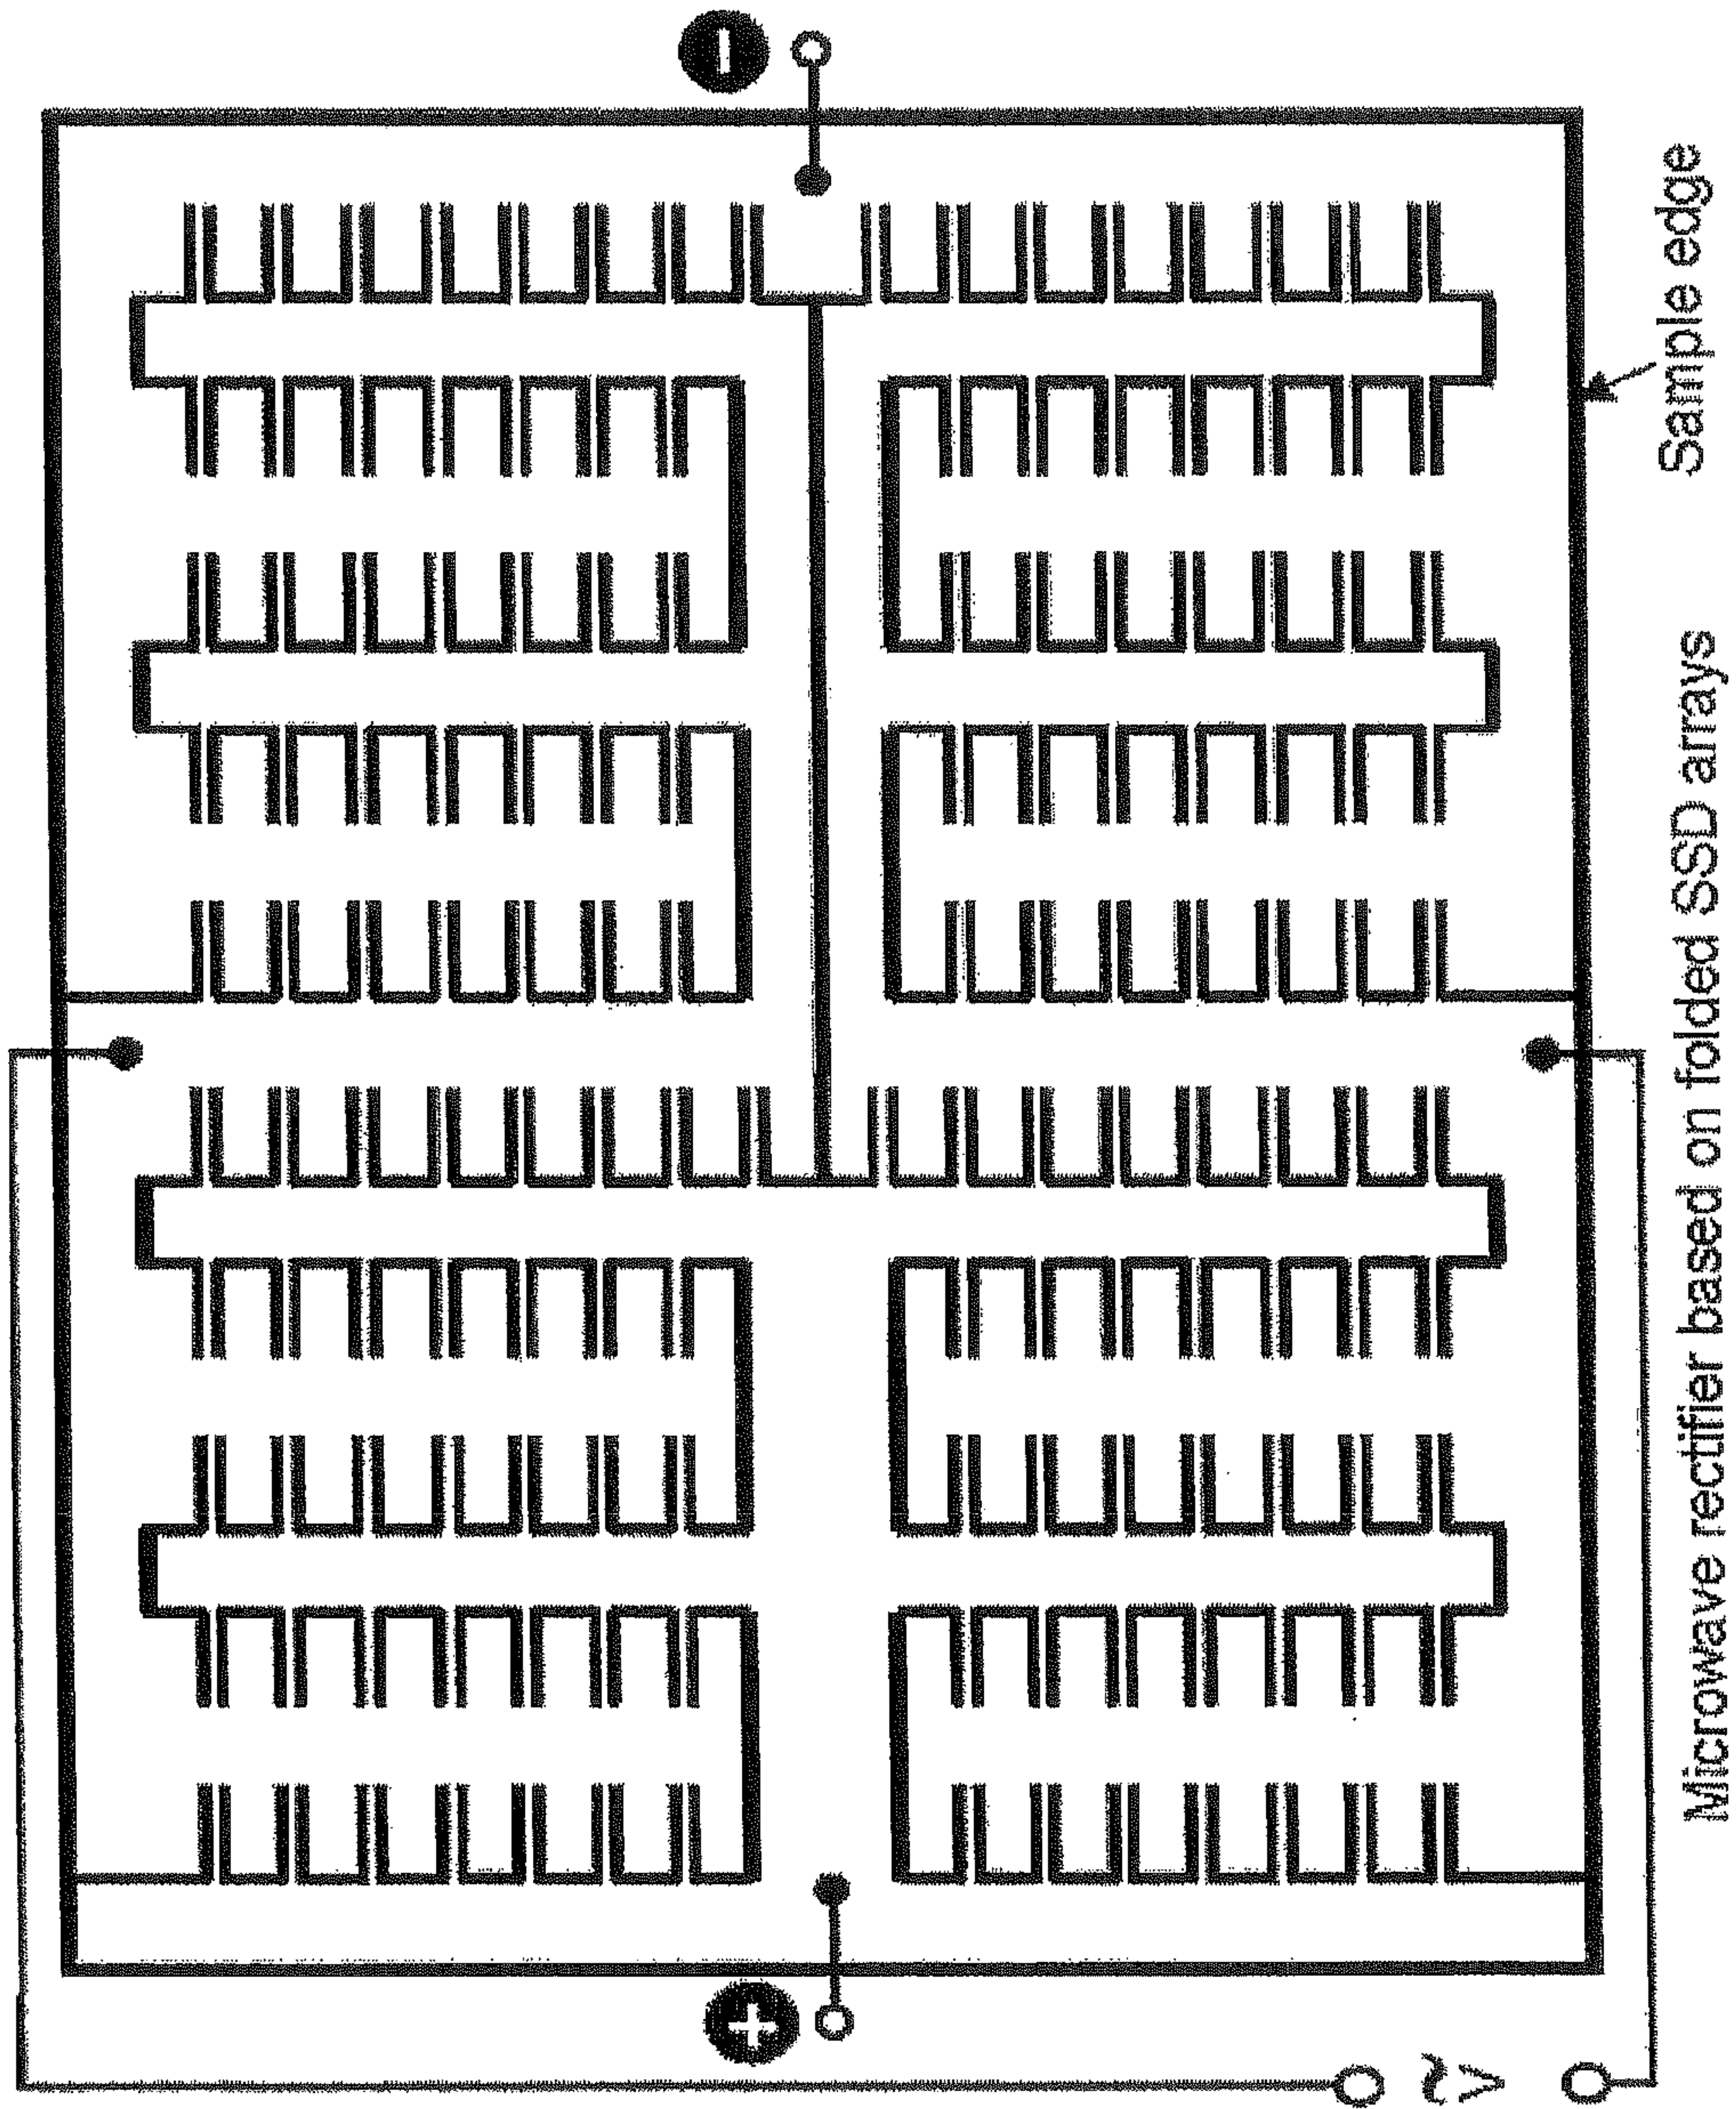 Sample edge
Microwave rectifier based on folded SSD arrays
−
+
~
V